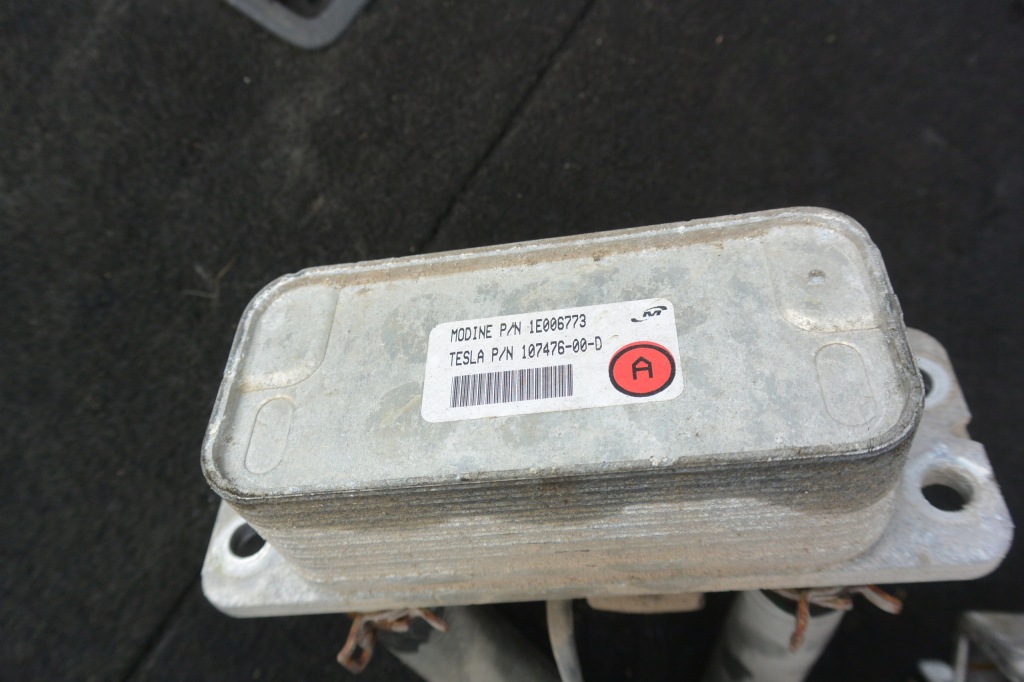 MODINE P/N 1E006773
TESLA P/N 107476-00-D
A